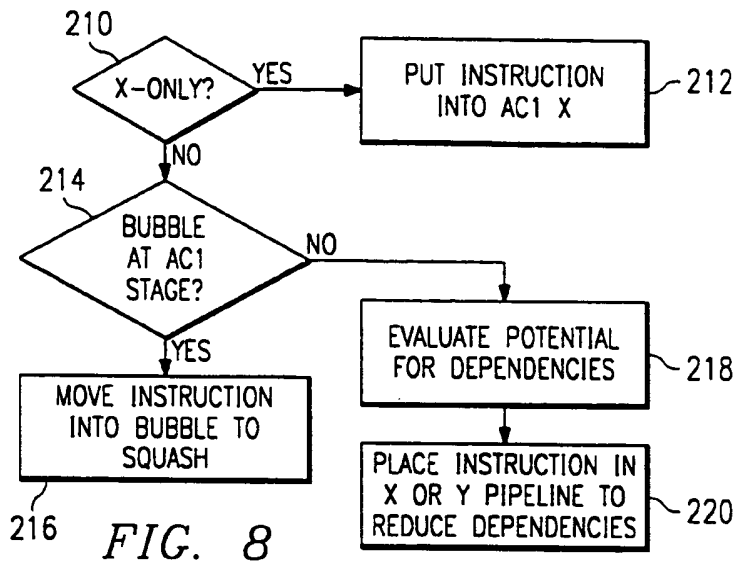 210
X-ONLY?
YES
PUT INSTRUCTION
INTO AC1 X
212
NO
214
BUBBLE
AT AC1
STAGE?
NO
YES
EVALUATE POTENTIAL
FOR DEPENDENCIES
218
MOVE INSTRUCTION
INTO BUBBLE TO
SQUASH
216
PLACE INSTRUCTION IN
X OR Y PIPELINE TO
REDUCE DEPENDENCIES
220
FIG. 8